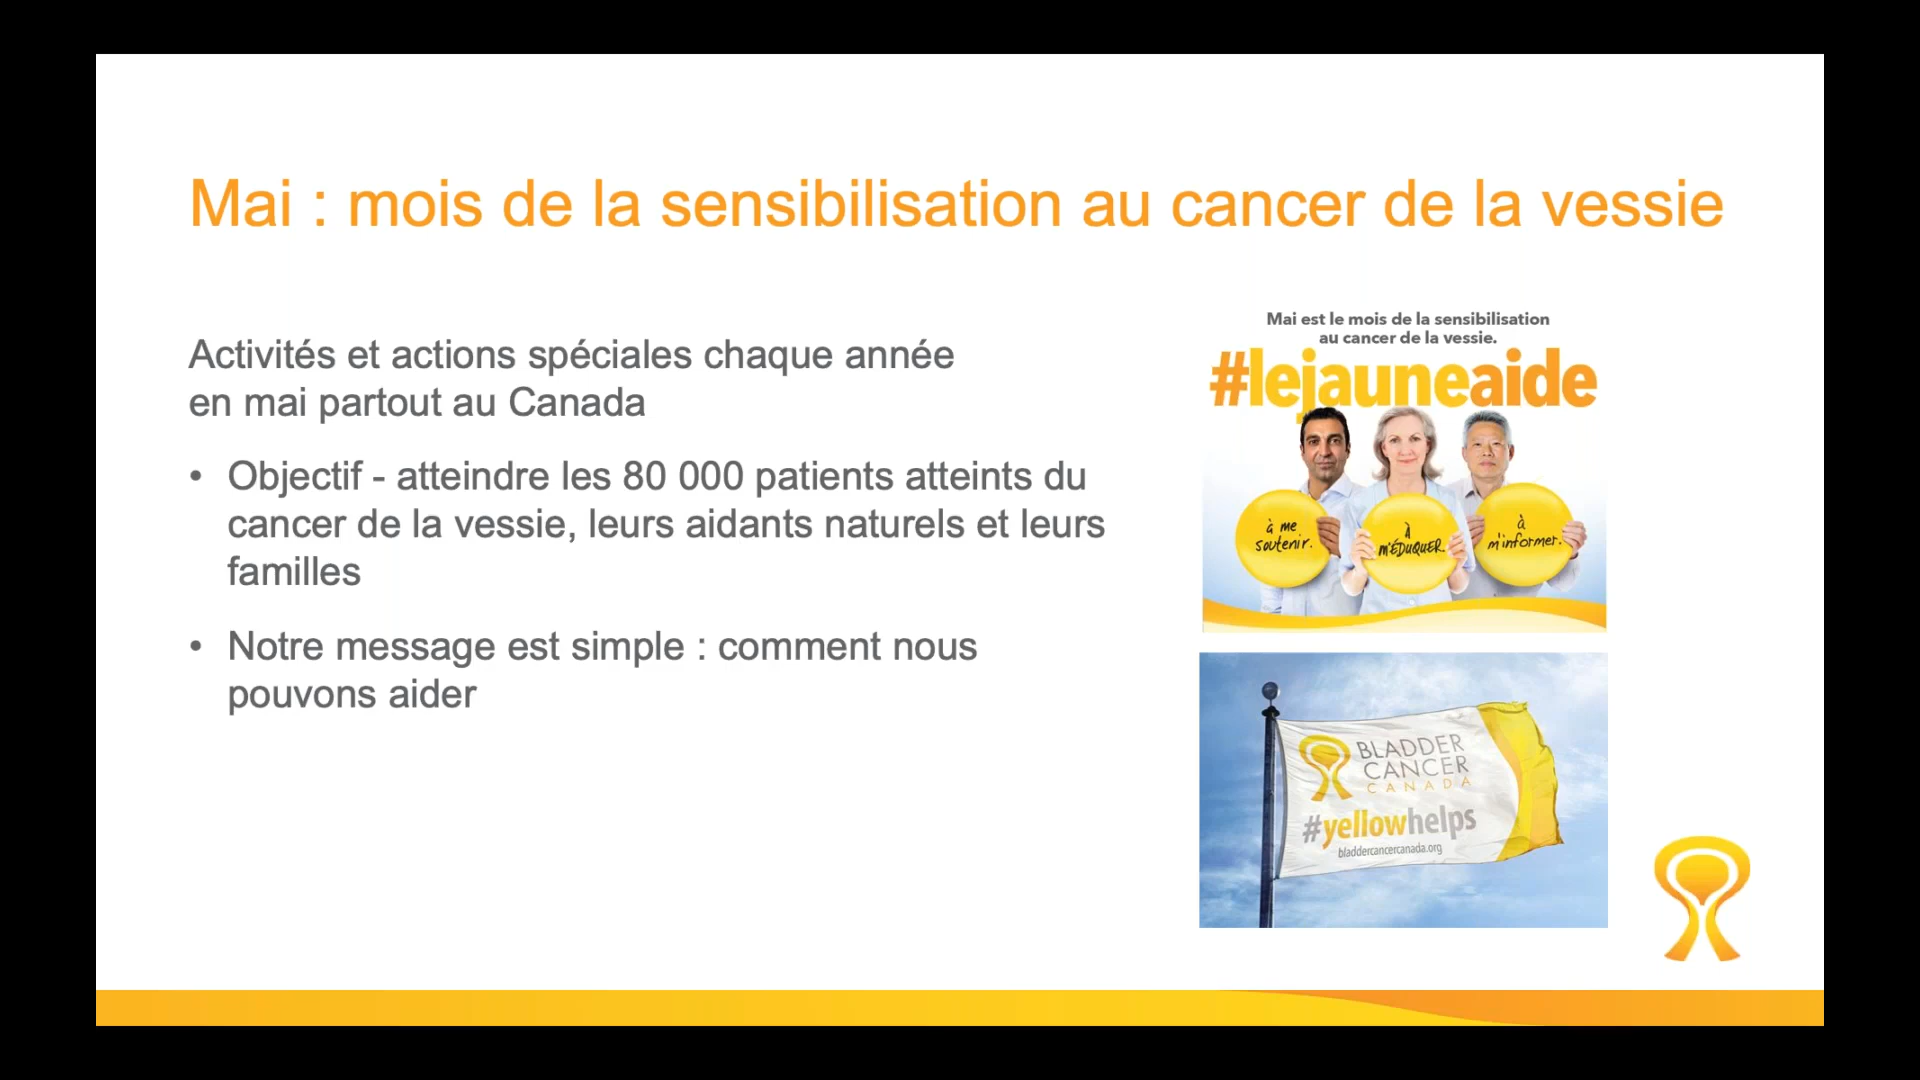 Mai : mois de la sensibilisation au cancer de la vessie
Activités et actions spéciales chaque année
en mai partout au Canada
• Objectif - atteindre les 80 000 patients atteints du
cancer de la vessie, leurs aidants naturels et leurs
familles
• Notre message est simple : comment nous
pouvons aider
Mai est le mois de la sensibilisation
au cancer de la vessie.
#lejauneaide
à me
soutenir.
À
M'ÉDUQUER.
à
m'informer.
BLADDER
CANCER
CANADA
#yellowhelps
bladdercancercanada.org